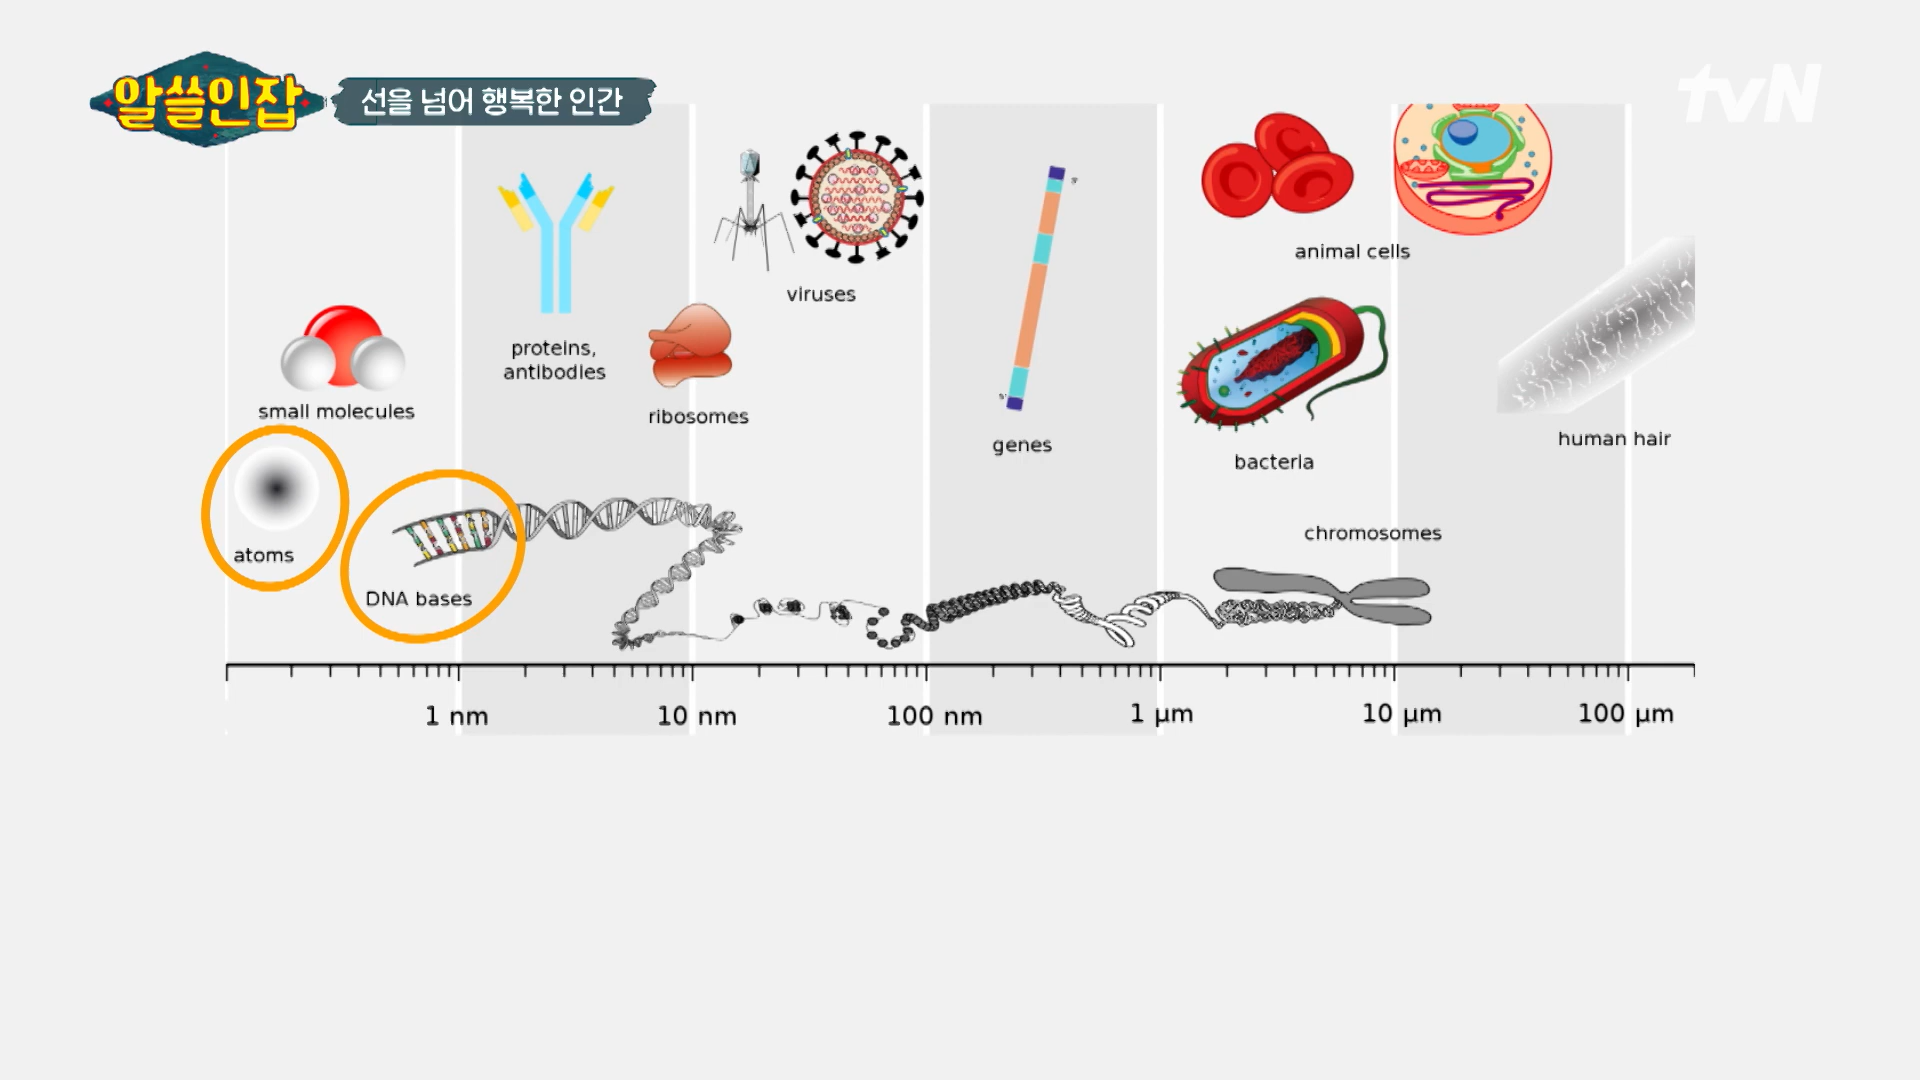 알쓸인잡
선을 넘어 행복한 인간
tvN
animal cells
viruses
proteins,
antibodies
small molecules
ribosomes
genes
bacteria
human hair
atoms
DNA bases
chromosomes
1 nm
10 nm
100 nm
1 µm
10 µm
100 µm